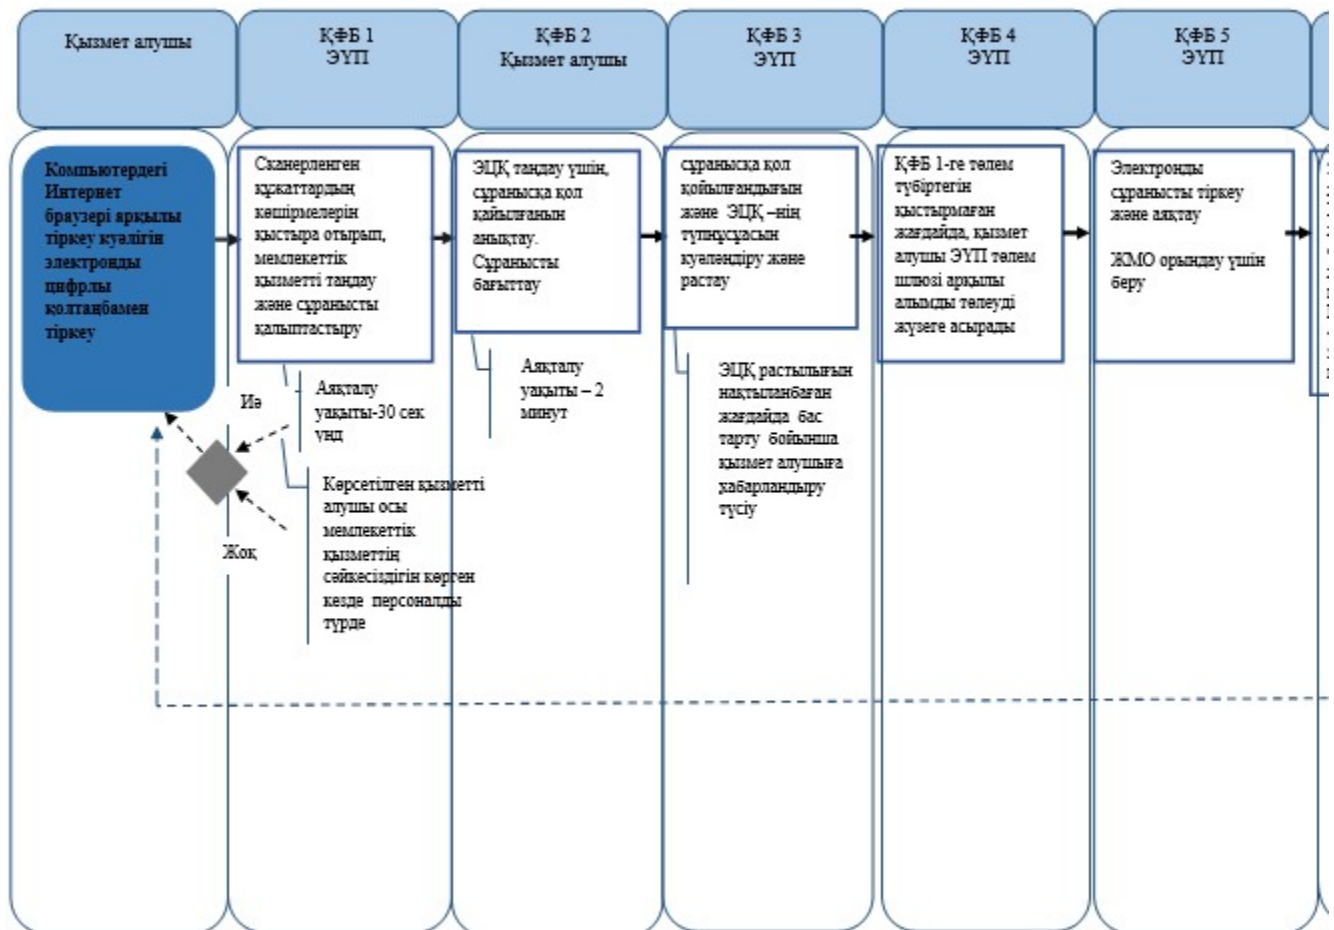 Қызмет алушы
ҚФБ 1
ЭҮП
ҚФБ 2
Қызмет алушы
ҚФБ 3
ЭҮП
ҚФБ 4
ЭҮП
ҚФБ 5
ЭҮП
Компьютердегі
Интернет
браузері арқылы
тіркеу куәлігін
электронды
цифрлы
қолтаңбамен
тіркеу
Сканерленген
құжаттардың
көшірмелерін
қыстыра отырып,
мемлекеттік
қызметті таңдау
және сұранысты
қалыптастыру
ЭЦҚ таңдау үшін,
сұранысқа қол
қайылғанын
анықтау.
Сұранысты
бағыттау
сұранысқа қол
қойылғандығын
және ЭЦҚ –нің
түпнұсұасын
куәләндіру және
растау
ҚФБ 1-ге төлем
түбіртегін
қыстырмаған
жағдайда, қызмет
алушы ЭҮП төлем
шлюзі арқылы
алымды төлеуді
жүзеге асырады
Электронды
сұранысты тіркеу
және аяқтау
ЖМО орындау үшін
беру
Аяқталу
уақыты-30 сек
унд
Аяқталу
уақыты – 2
минут
ЭЦҚ растылығын
нақтыланбаған
жағдайда бас
тарту бойынша
қызмет алушыға
хабарландыру
түсіу
Иә
Жоқ
Көрсетілген қызметті
алушы осы
мемлекеттік
қызметтің
сәйкесіздігін көрген
кезде персоналды
түрде